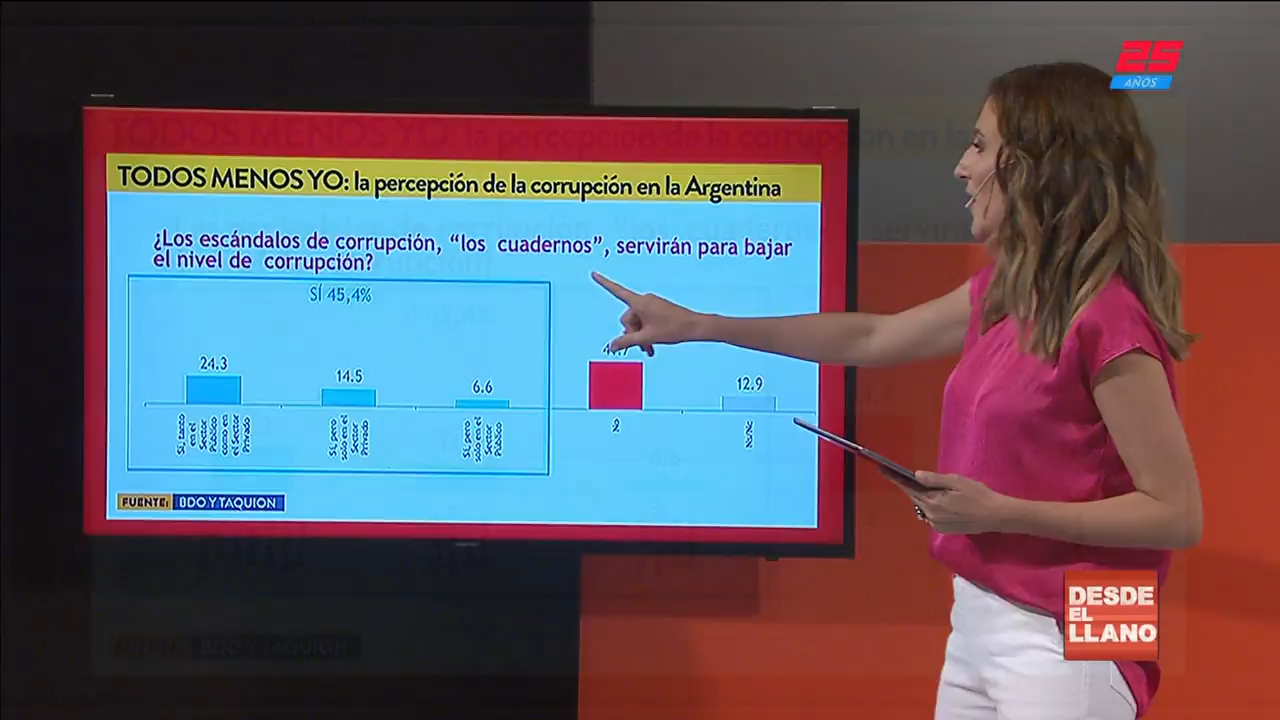 25
AÑOS
TODOS MENOS YO: la percepción de la corrupción en la Argentina
¿Los escándalos de corrupción, “los cuadernos”, servirán para bajar
el nivel de corrupción?
SÍ 45,4%
24.3
14.5
6.6
12.9
Sí, tanto
en el
Sector
Público
como en
el Sector
Privado
Sí, pero
solo en el
Sector
Privado
Sí, pero
solo en el
Sector
Público
No
Ns/Nc
FUENTE: BDO Y TAQUION
DESDE
EL
LLANO